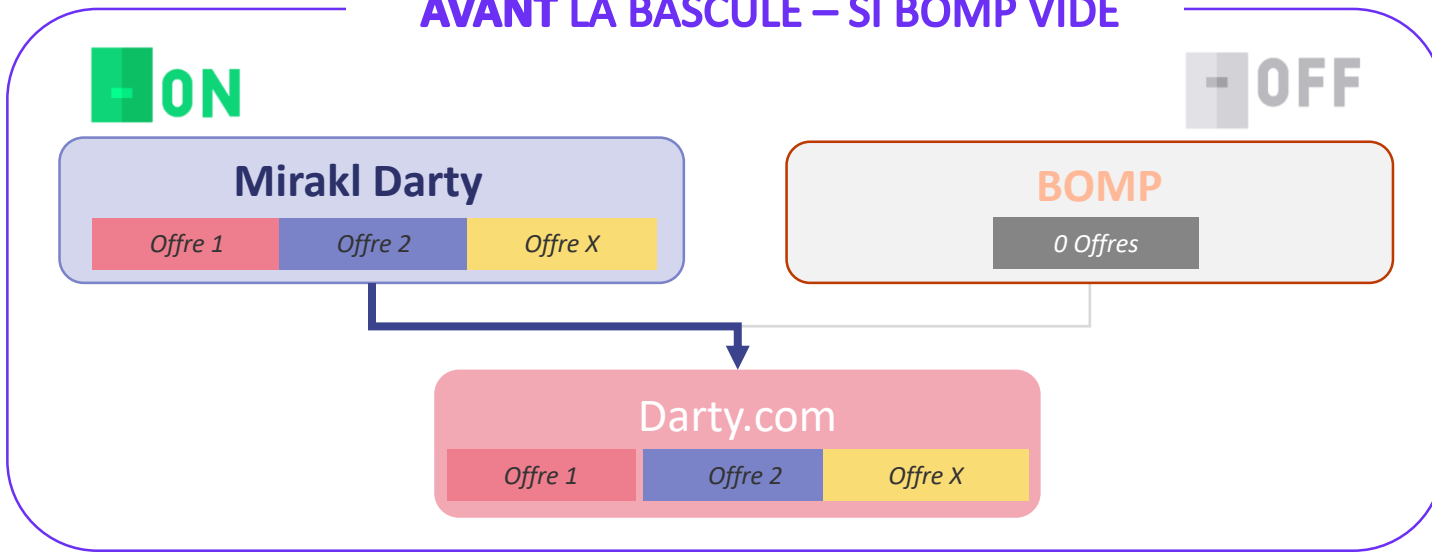 AVANT LA BASCULE – SI BOMP VIDE
ON
OFF
Mirakl Darty
Offre 1
Offre 2
Offre X
BOMP
0 Offres
Darty.com
Offre 1
Offre 2
Offre X